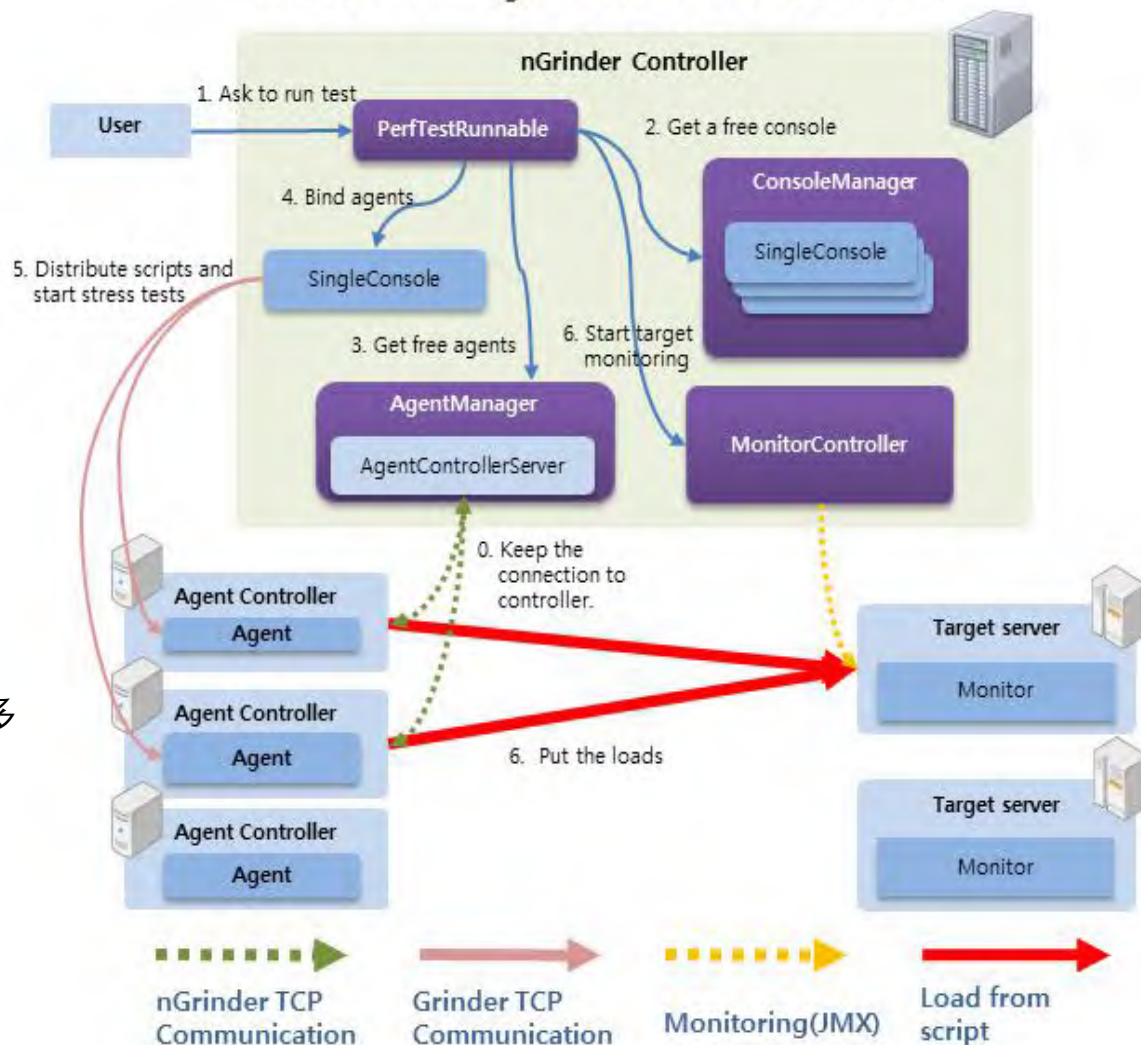 nGrinder Controller
1. Ask to run test
User
PerfTestRunnable
2. Get a free console
ConsoleManager
SingleConsole
4. Bind agents
5. Distribute scripts and
start stress tests
SingleConsole
3. Get free agents
6. Start target
monitoring
AgentManager
AgentControllerServer
MonitorController
0. Keep the
connection to
controller.
Agent Controller
Agent
Target server
Monitor
Agent Controller
Agent
6. Put the loads
Agent Controller
Agent
Target server
Monitor
nGrinder TCP
Communication
Grinder TCP
Communication
Monitoring(JMX)
Load from
script